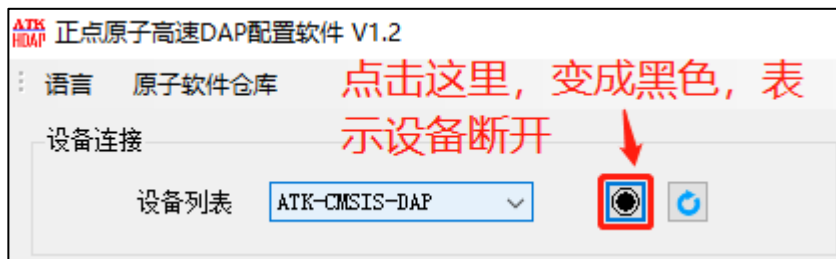 ATK
HDAP 正点原子高速DAP配置软件 V1.2
语言 原子软件仓库
点击这里，变成黑色，表
示设备断开
设备连接
设备列表 ATK-CMSIS-DAP